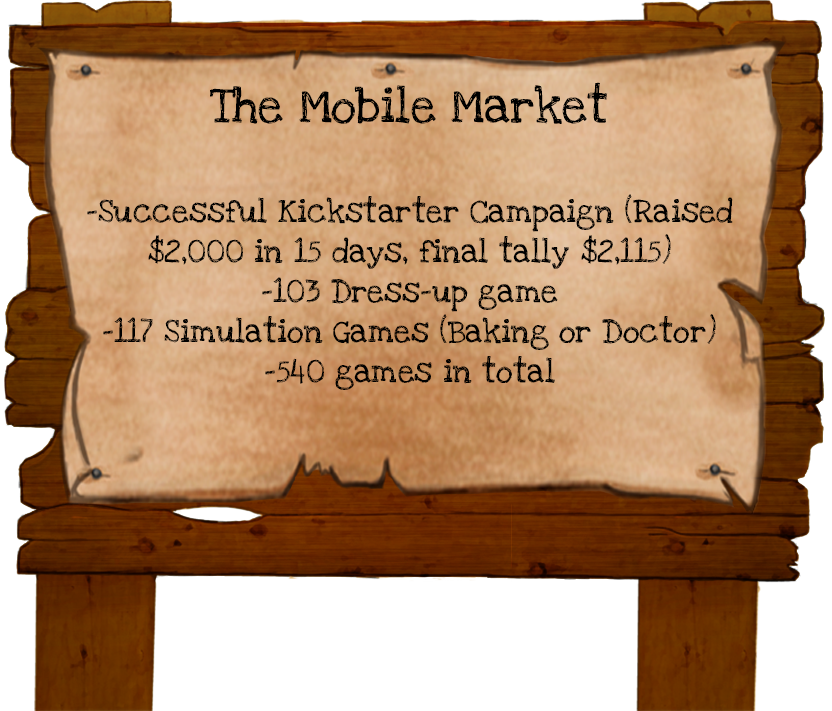 The Mobile Market
-Successful Kickstarter Campaign (Raised
$2,000 in 15 days, final tally $2,115)
-103 Dress-up game
-117 Simulation Games (Baking or Doctor)
-540 games in total